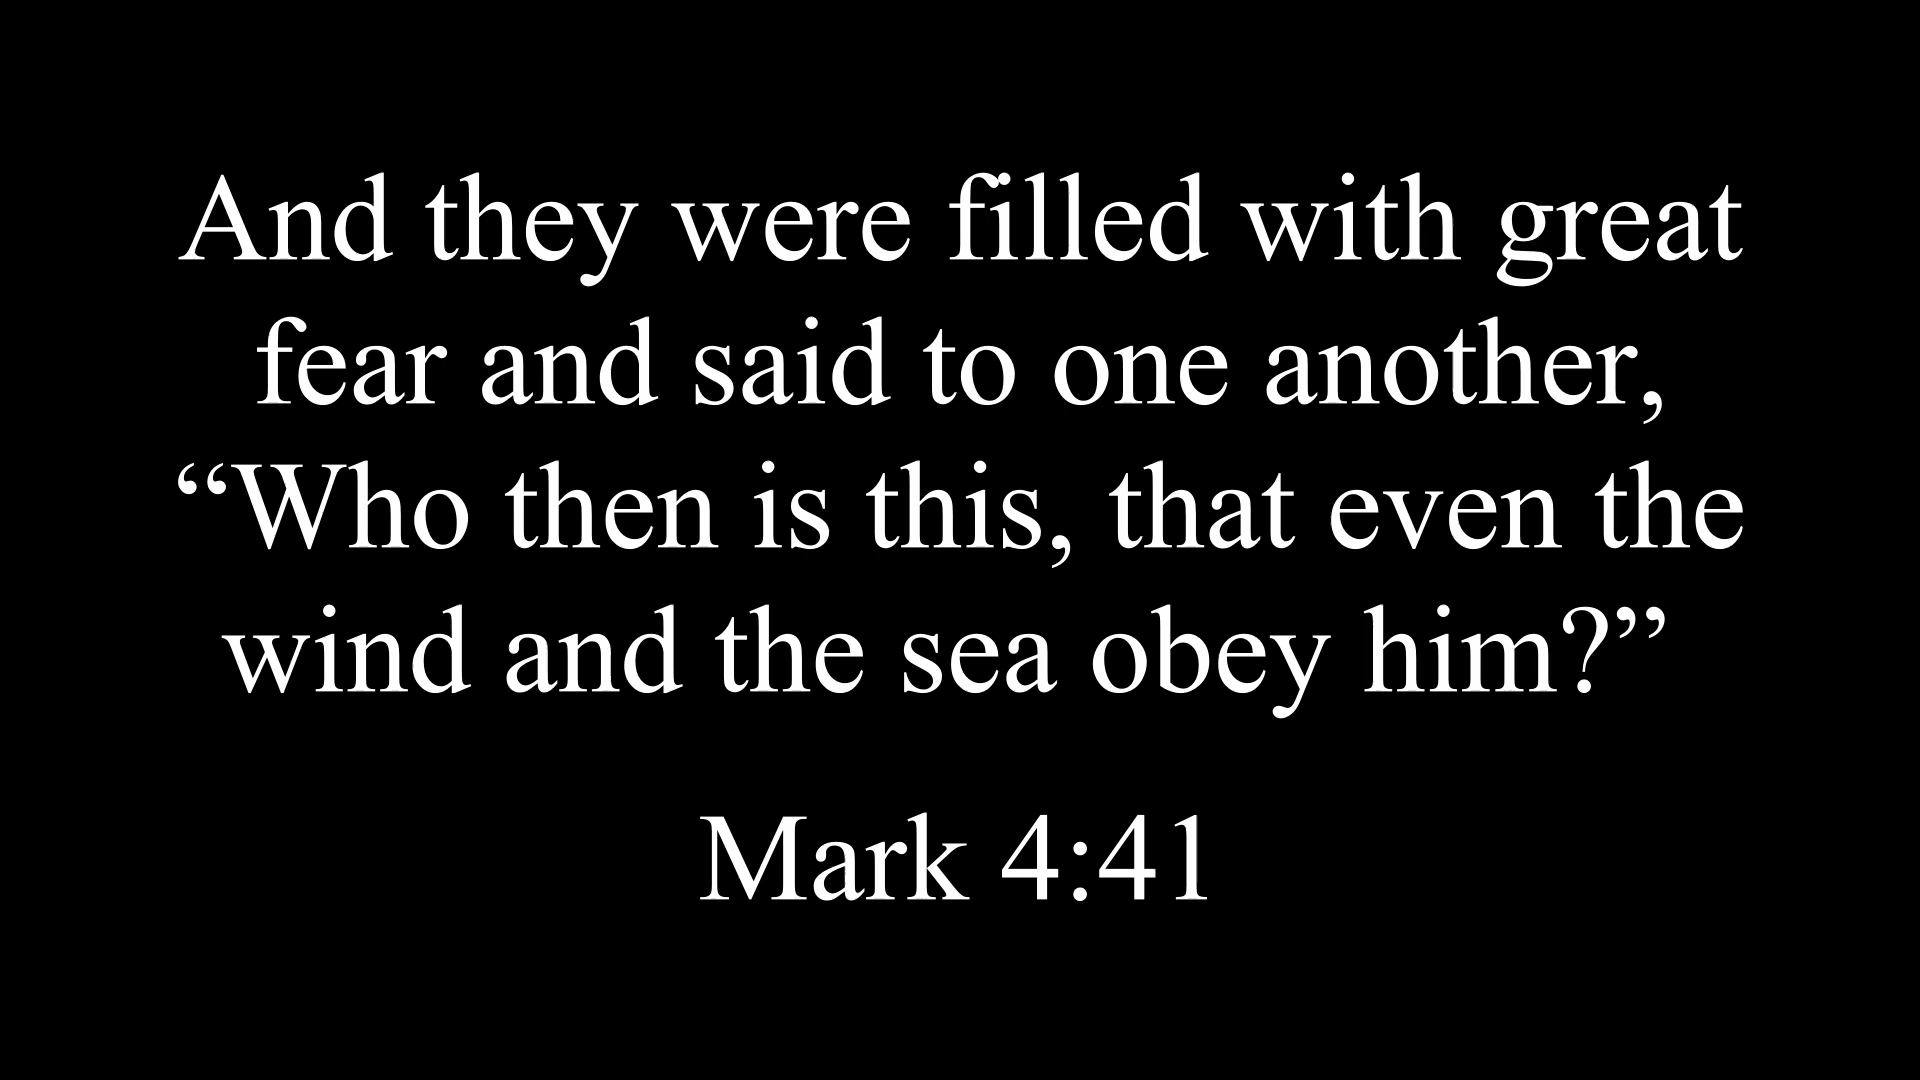 And they were filled with great
fear and said to one another,
“Who then is this, that even the
wind and the sea obey him?”
Mark 4:41